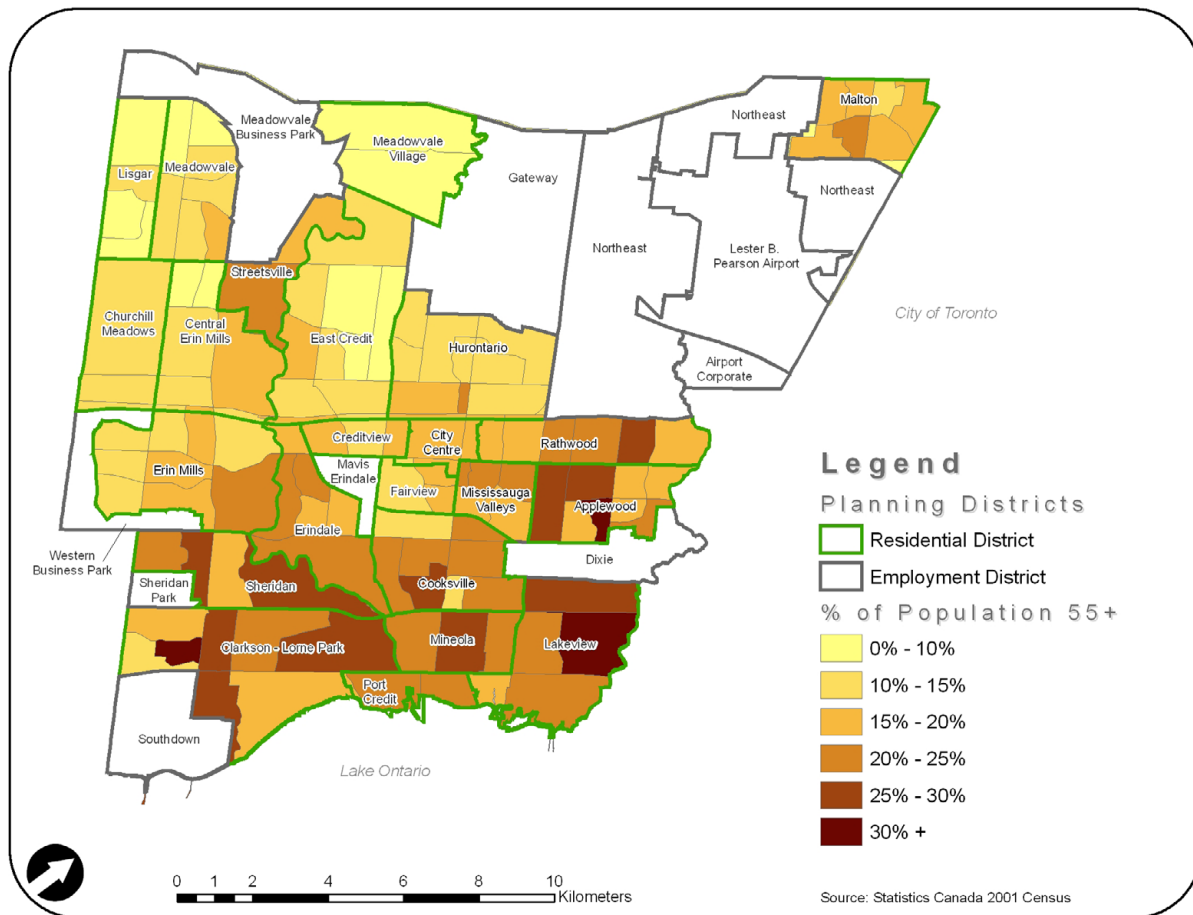 Northeast
Malton
Meadowvale
Business Park
Meadowvale
Village
Lisgar
Meadowvale
Gateway
Northeast
Northeast
Lester B.
Pearson Airport
Streetsville
Churchill
Meadows
Central
Erin Mills
East Credit
Hurontario
City of Toronto
Airport
Corporate
Creditview
City
Centre
Rathwood
Erin Mills
Mavis
Erindale
Fairview
Mississauga
Valleys
Applewood
Erindale
Western
Business Park
Dixie
Sheridan
Park
Sheridan
Cooksville
Clarkson - Lorne Park
Mineola
Lakeview
Port
Credit
Southdown
Lake Ontario
Legend
Planning Districts
Residential District
Employment District
% of Population 55+
0% - 10%
10% - 15%
15% - 20%
20% - 25%
25% - 30%
30% +
0 1 2 4 6 8 10
Kilometers
Source: Statistics Canada 2001 Census